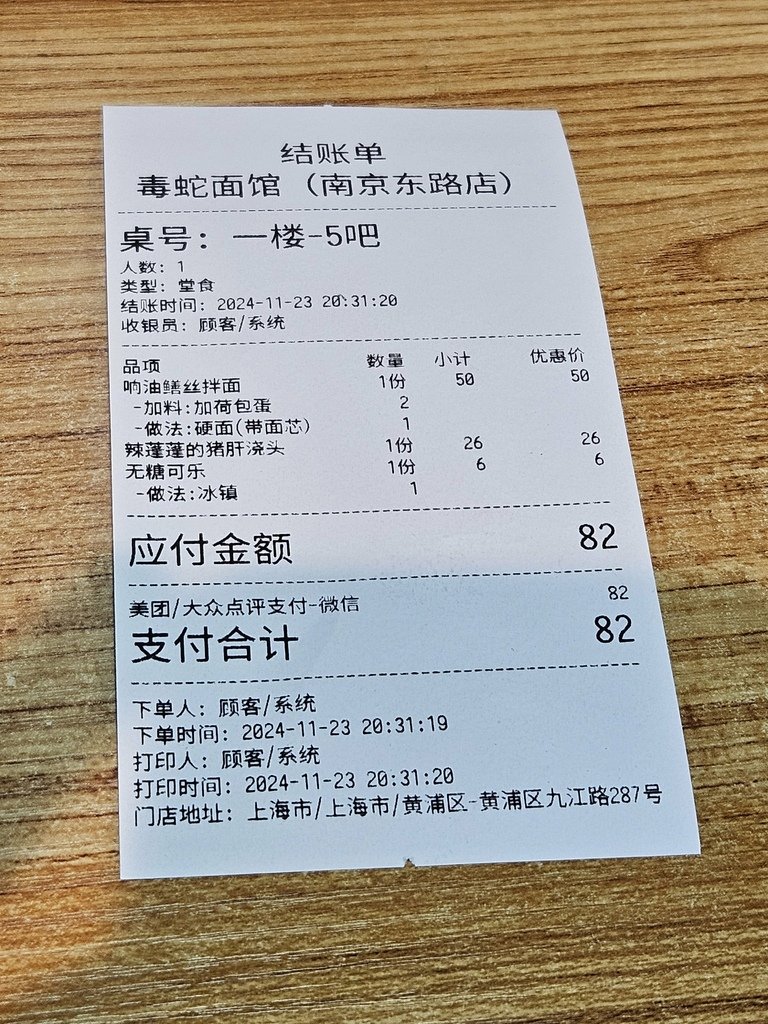 结账单
毒蛇面馆（南京东路店）
桌号：一楼-5吧
人数：1
类型：堂食
结账时间：2024-11-23 20:31:20
收银员：顾客/系统
品项 数量 小计 优惠价
响油鳝丝拌面 1份 50 50
-加料:加荷包蛋 2
-做法:硬面(带面芯) 1
辣蓬蓬的猪肝浇头 1份 26 26
无糖可乐 1份 6 6
-做法:冰镇 1
应付金额 82
美团/大众点评支付-微信 82
支付合计 82
下单人：顾客/系统
下单时间：2024-11-23 20:31:19
打印人：顾客/系统
打印时间：2024-11-23 20:31:20
门店地址：上海市/上海市/黄浦区-黄浦区九江路287号